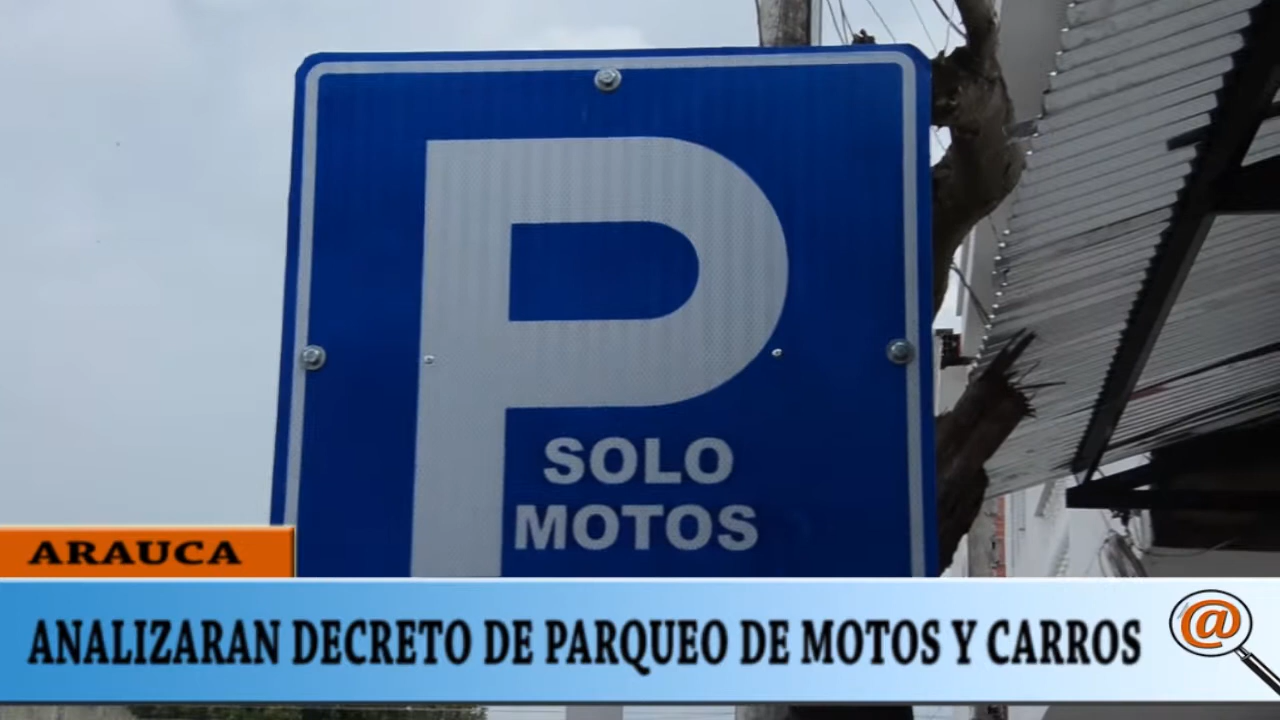 P
SOLO
MOTOS
ARAUCA
ANALIZARAN DECRETO DE PARQUEO DE MOTOS Y CARROS
@